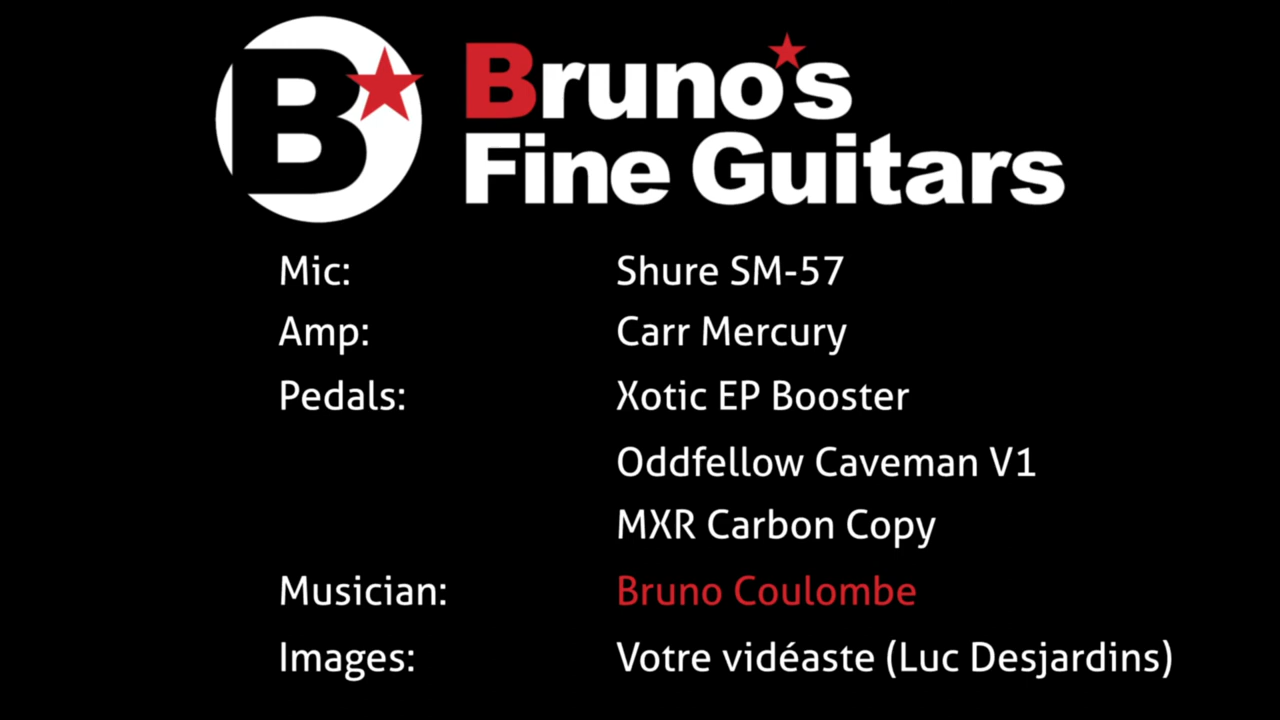 B
Bruno's
Fine Guitars
Mic: Shure SM-57
Amp: Carr Mercury
Pedals: Xotic EP Booster
Oddfellow Caveman V1
MXR Carbon Copy
Musician: Bruno Coulombe
Images: Votre vidéaste (Luc Desjardins)